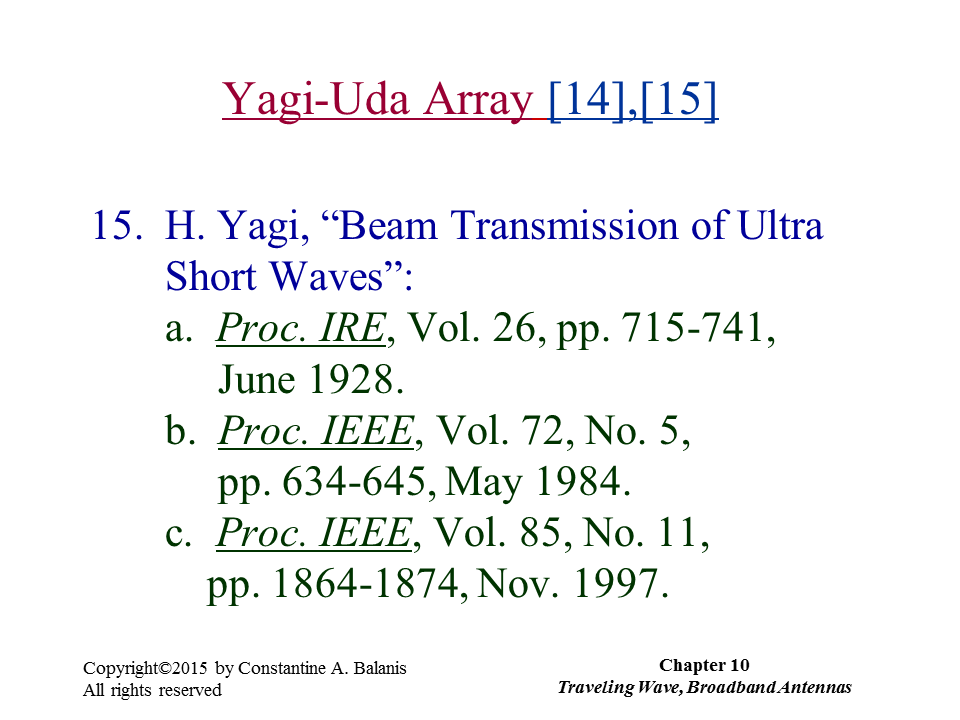 Yagi-Uda Array [14],[15]
15. H. Yagi, “Beam Transmission of Ultra
Short Waves”:
a. Proc. IRE, Vol. 26, pp. 715-741,
June 1928.
b. Proc. IEEE, Vol. 72, No. 5,
pp. 634-645, May 1984.
c. Proc. IEEE, Vol. 85, No. 11,
pp. 1864-1874, Nov. 1997.
Copyright©2015 by Constantine A. Balanis
All rights reserved
Chapter 10
Traveling Wave, Broadband Antennas